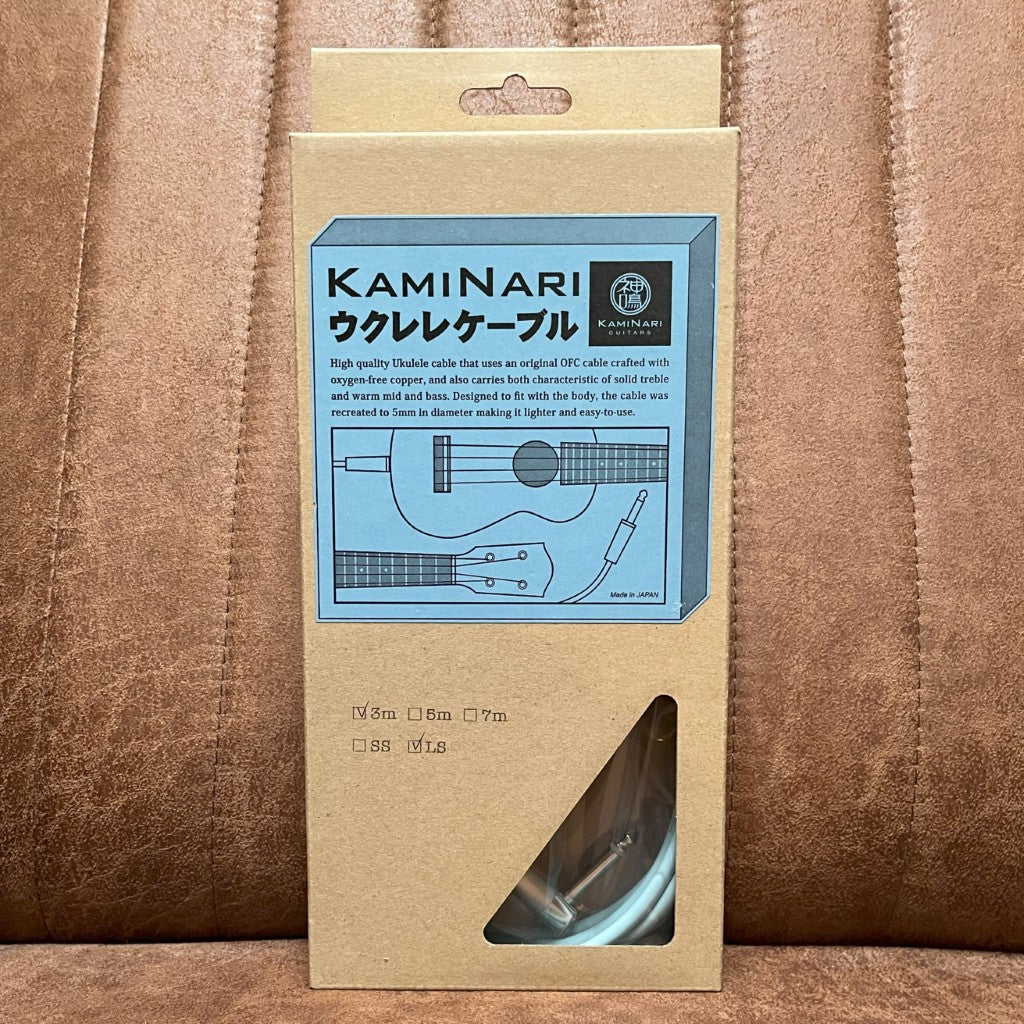 KAMINARI
ウクレレケーブル
神鳴
KAMINARI
GUITARS
High quality Ukulele cable that uses an original OFC cable crafted with
oxygen-free copper, and also carries both characteristic of solid treble
and warm mid and bass. Designed to fit with the body, the cable was
recreated to 5mm in diameter making it lighter and easy-to-use.
Made in JAPAN
☑3m ☐5m ☐7m
☐SS ☑LS